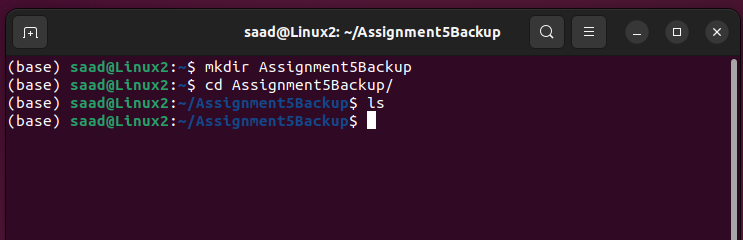 saad@Linux2: ~/Assignment5Backup
(base) saad@Linux2:~$ mkdir Assignment5Backup
(base) saad@Linux2:~$ cd Assignment5Backup/
(base) saad@Linux2:~/Assignment5Backup$ ls
(base) saad@Linux2:~/Assignment5Backup$